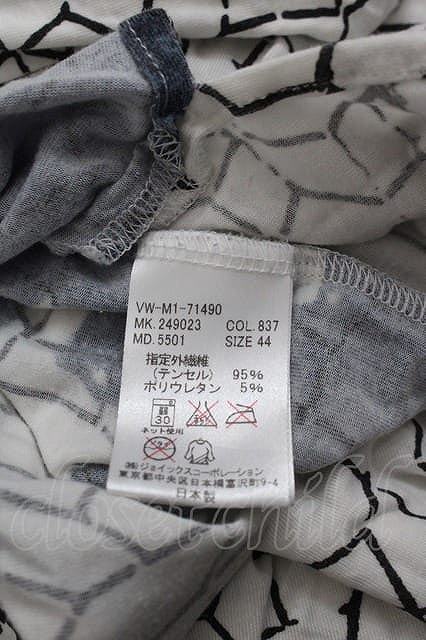 VW-M1-71490
MK. 249023 COL. 837
MD. 5501 SIZE 44
指定外繊維
(テンセル) 95%
ポリウレタン 5%
30
ネット使用
㈱ジョイックスコーポレーション
東京都中央区日本橋富沢町9-4
日本製
closet child